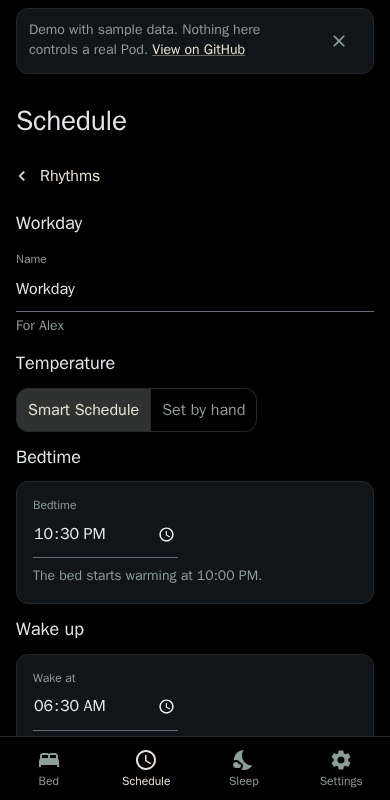 Demo with sample data. Nothing here
controls a real Pod. View on GitHub
Schedule
Rhythms
Workday
Name
Workday
For Alex
Temperature
Smart Schedule
Set by hand
Bedtime
Bedtime
10:30 PM
The bed starts warming at 10:00 PM.
Wake up
Wake at
06:30 AM
Bed
Schedule
Sleep
Settings